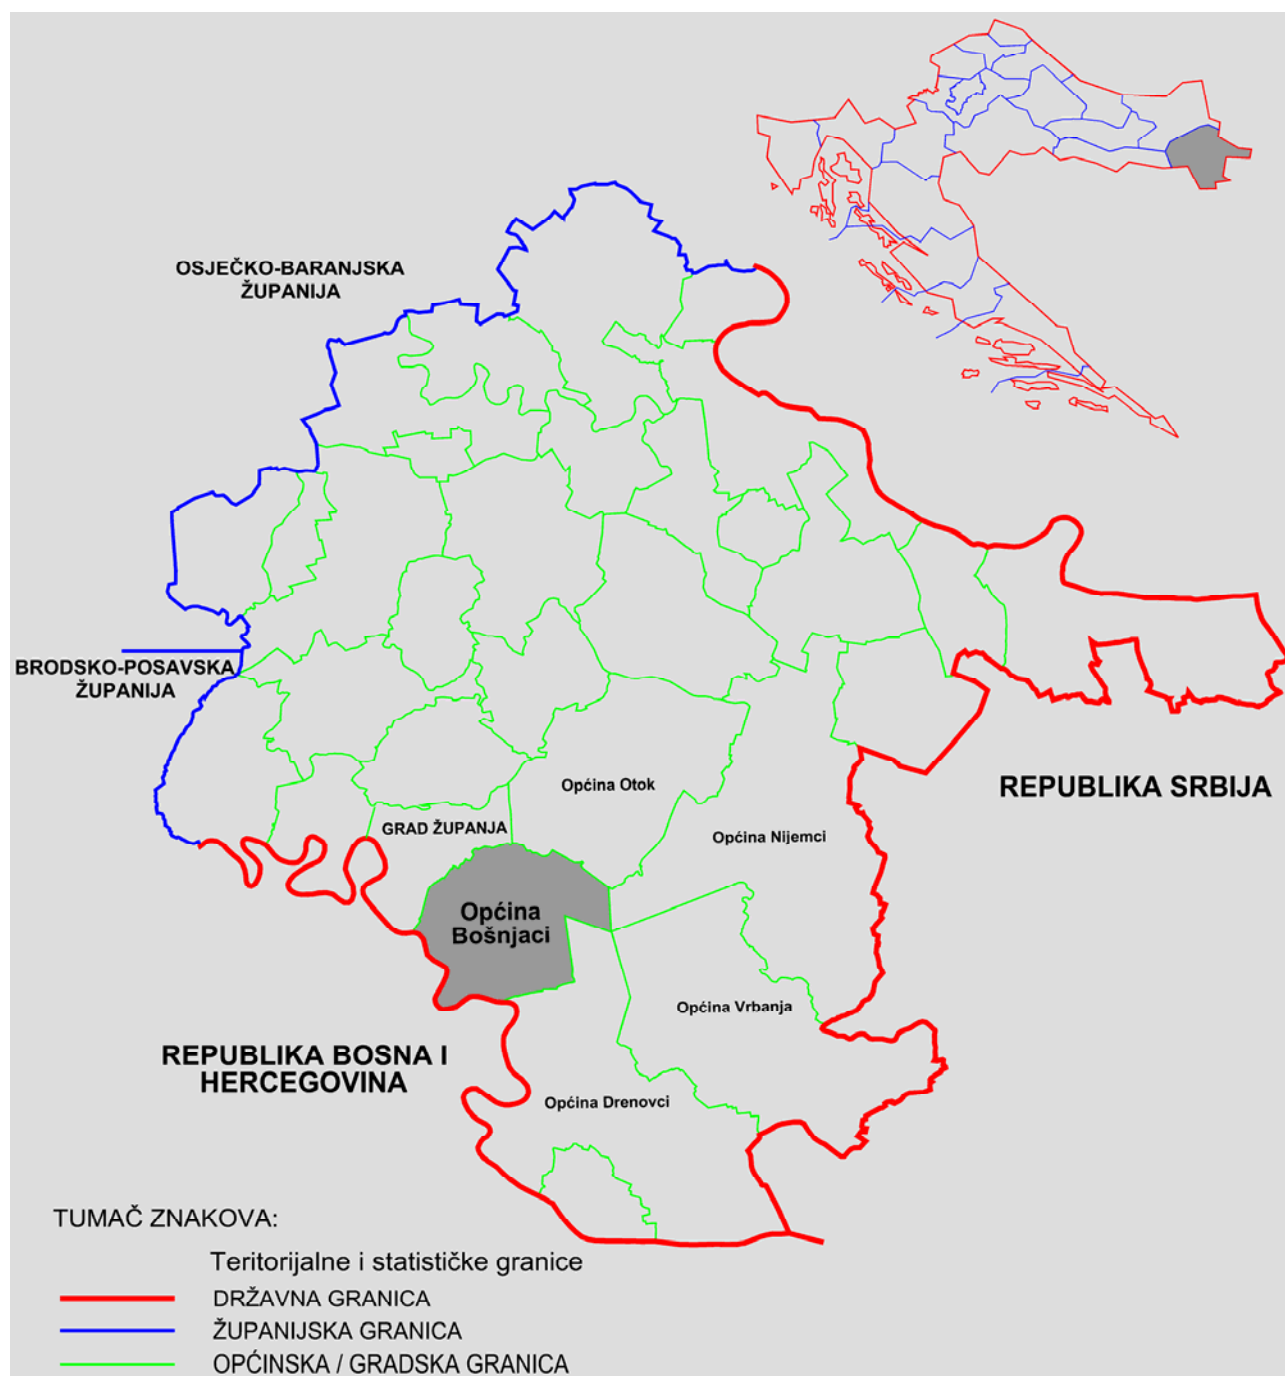 OSJEČKO-BARANJSKA
ŽUPANIJA
BRODSKO-POSAVSKA
ŽUPANIJA
Općina Otok
REPUBLIKA SRBIJA
GRAD ŽUPANJA
Općina Nijemci
Općina
Bošnjaci
Općina Vrbanja
REPUBLIKA BOSNA I
HERCEGOVINA
Općina Drenovci
TUMAČ ZNAKOVA:
Teritorijalne i statističke granice
DRŽAVNA GRANICA
ŽUPANIJSKA GRANICA
OPĆINSKA / GRADSKA GRANICA